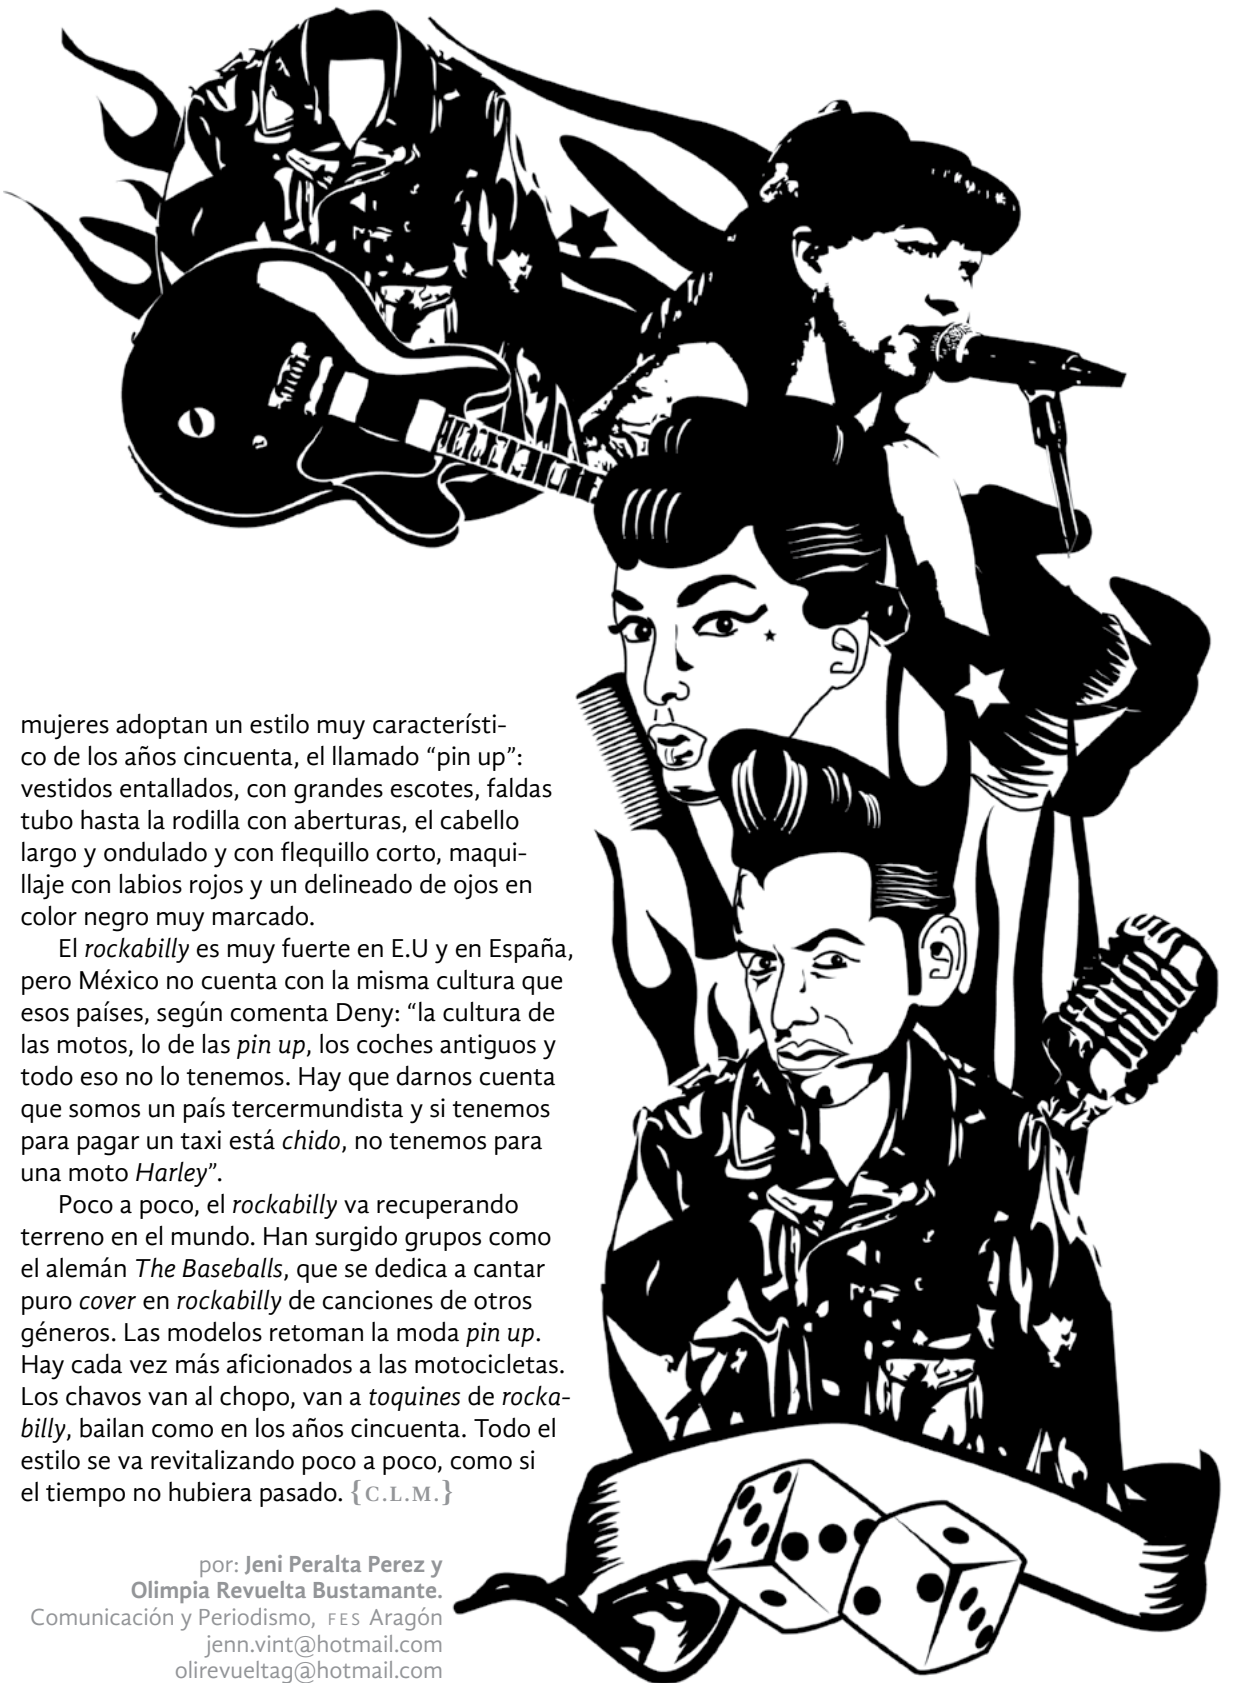 mujeres adoptan un estilo muy característi-
co de los años cincuenta, el llamado “pin up”:
vestidos entallados, con grandes escotes, faldas
tubo hasta la rodilla con aberturas, el cabello
largo y ondulado y con flequillo corto, maqui-
llaje con labios rojos y un delineado de ojos en
color negro muy marcado.
El rockabilly es muy fuerte en E.U y en España,
pero México no cuenta con la misma cultura que
esos países, según comenta Deny: “la cultura de
las motos, lo de las pin up, los coches antiguos y
todo eso no lo tenemos. Hay que darnos cuenta
que somos un país tercermundista y si tenemos
para pagar un taxi está chido, no tenemos para
una moto Harley”.
Poco a poco, el rockabilly va recuperando
terreno en el mundo. Han surgido grupos como
el alemán The Baseballs, que se dedica a cantar
puro cover en rockabilly de canciones de otros
géneros. Las modelos retoman la moda pin up.
Hay cada vez más aficionados a las motocicletas.
Los chavos van al chopo, van a toquines de rocka-
billy, bailan como en los años cincuenta. Todo el
estilo se va revitalizando poco a poco, como si
el tiempo no hubiera pasado. {C.L.M.}
por: Jeni Peralta Perez y
Olimpia Revuelta Bustamante.
Comunicación y Periodismo, FES Aragón
jenn.vint@hotmail.com
olirevueltag@hotmail.com